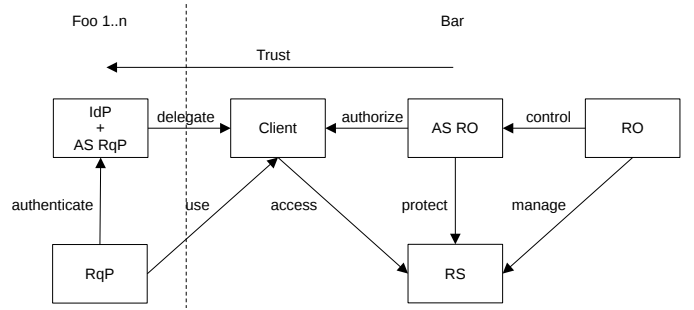 Foo 1..n
Bar
Trust
IdP
+
AS RqP
delegate
Client
authorize
AS RO
control
RO
authenticate
use
access
protect
manage
RqP
RS